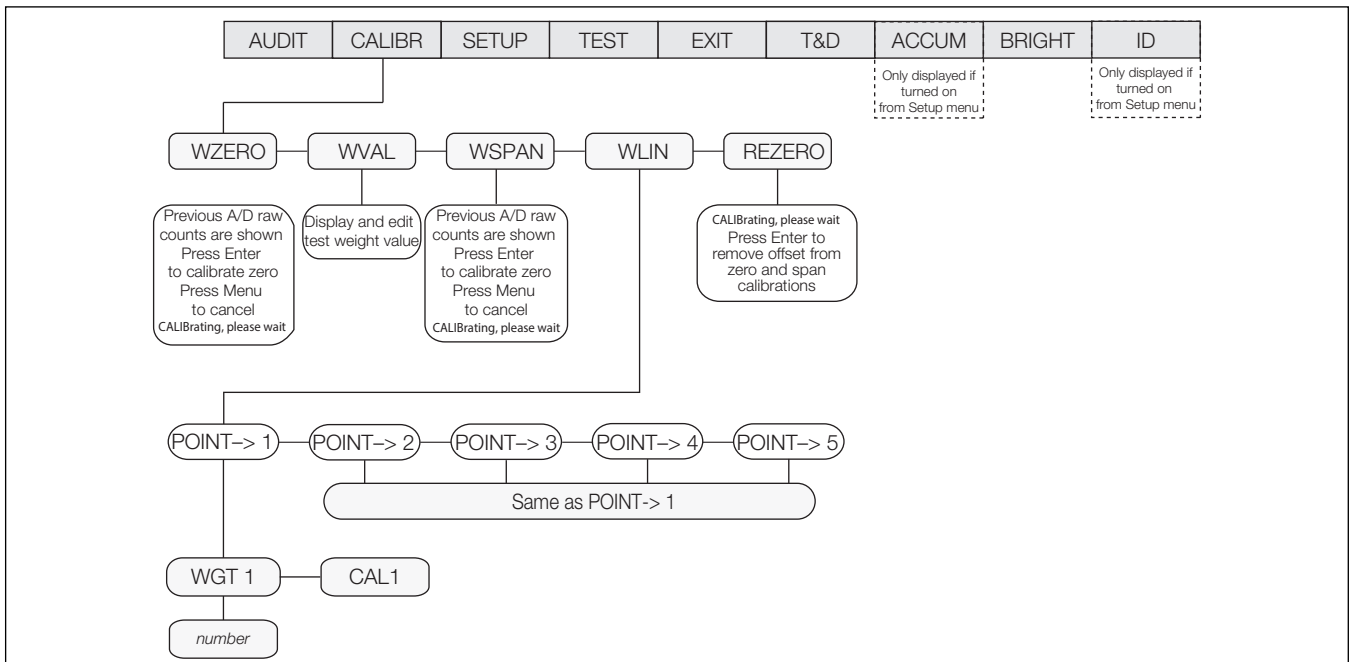 AUDIT CALIBR SETUP TEST EXIT T&D ACCUM BRIGHT ID
Only displayed if
turned on
from Setup menu
Only displayed if
turned on
from Setup menu
WZERO WVAL WSPAN WLIN REZERO
Previous A/D raw
counts are shown
Press Enter
to calibrate zero
Press Menu
to cancel
CALIBrating, please wait
Display and edit
test weight value
Previous A/D raw
counts are shown
Press Enter
to calibrate zero
Press Menu
to cancel
CALIBrating, please wait
CALIBrating, please wait
Press Enter to
remove offset from
zero and span
calibrations
POINT–> 1 POINT–> 2 POINT–> 3 POINT–> 4 POINT–> 5
Same as POINT-> 1
WGT 1 CAL1
number